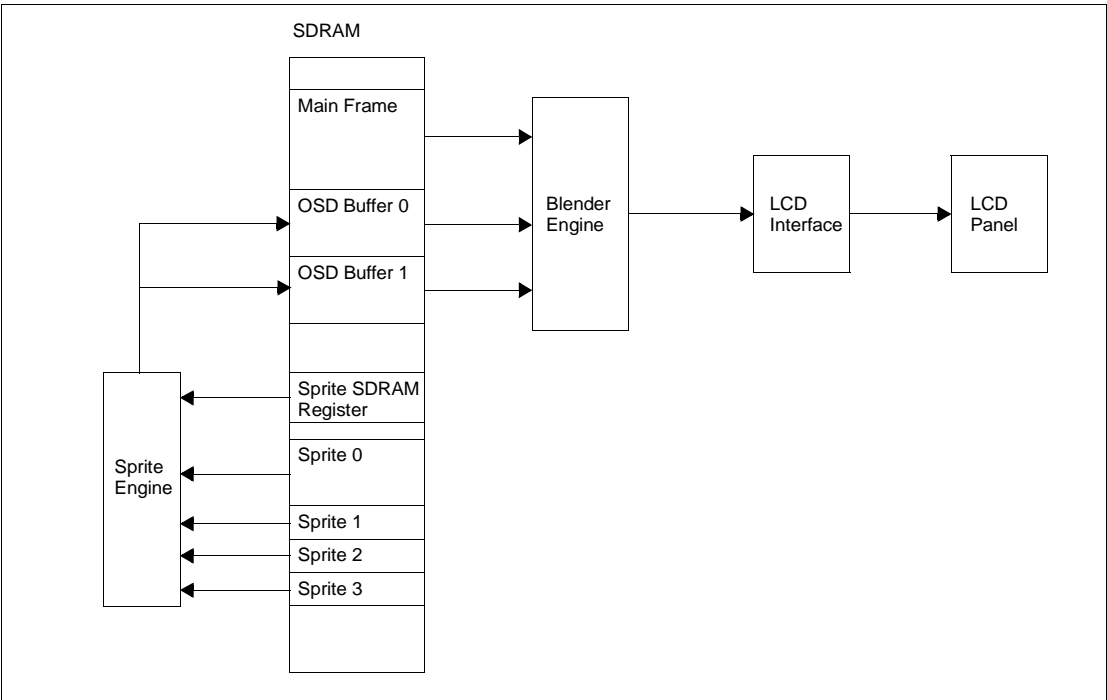 SDRAM
Main Frame
OSD Buffer 0
OSD Buffer 1
Sprite SDRAM
Register
Sprite 0
Sprite 1
Sprite 2
Sprite 3
Sprite
Engine
Blender
Engine
LCD
Interface
LCD
Panel